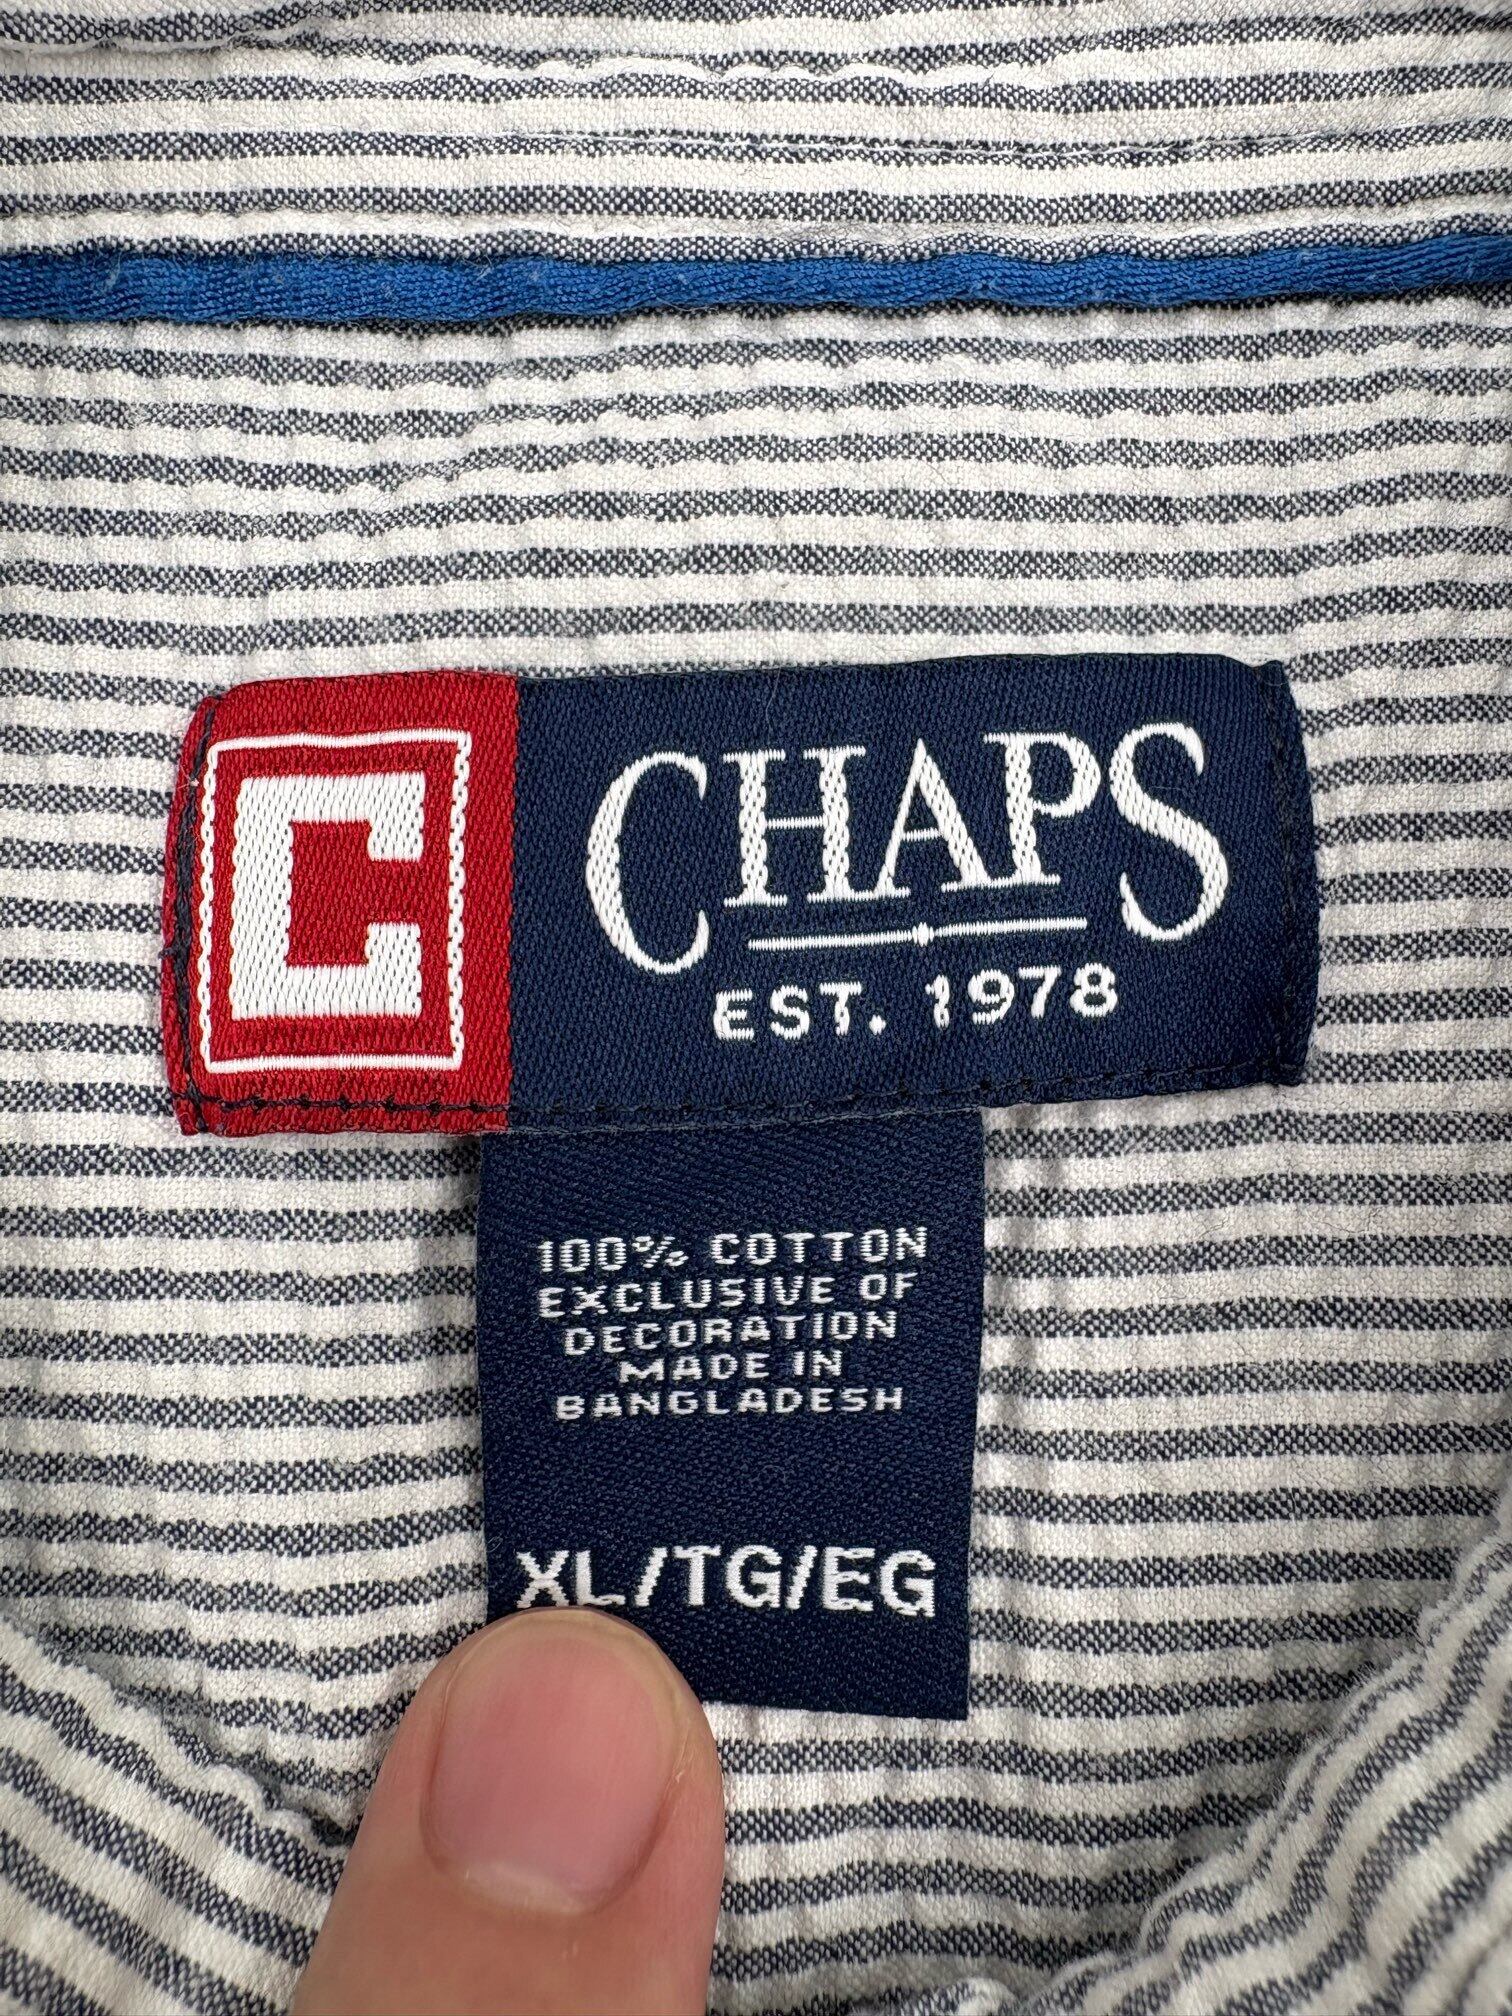 C
CHAPS
EST. 1978
100% COTTON
EXCLUSIVE OF
DECORATION
MADE IN
BANGLADESH
XL/TG/EG